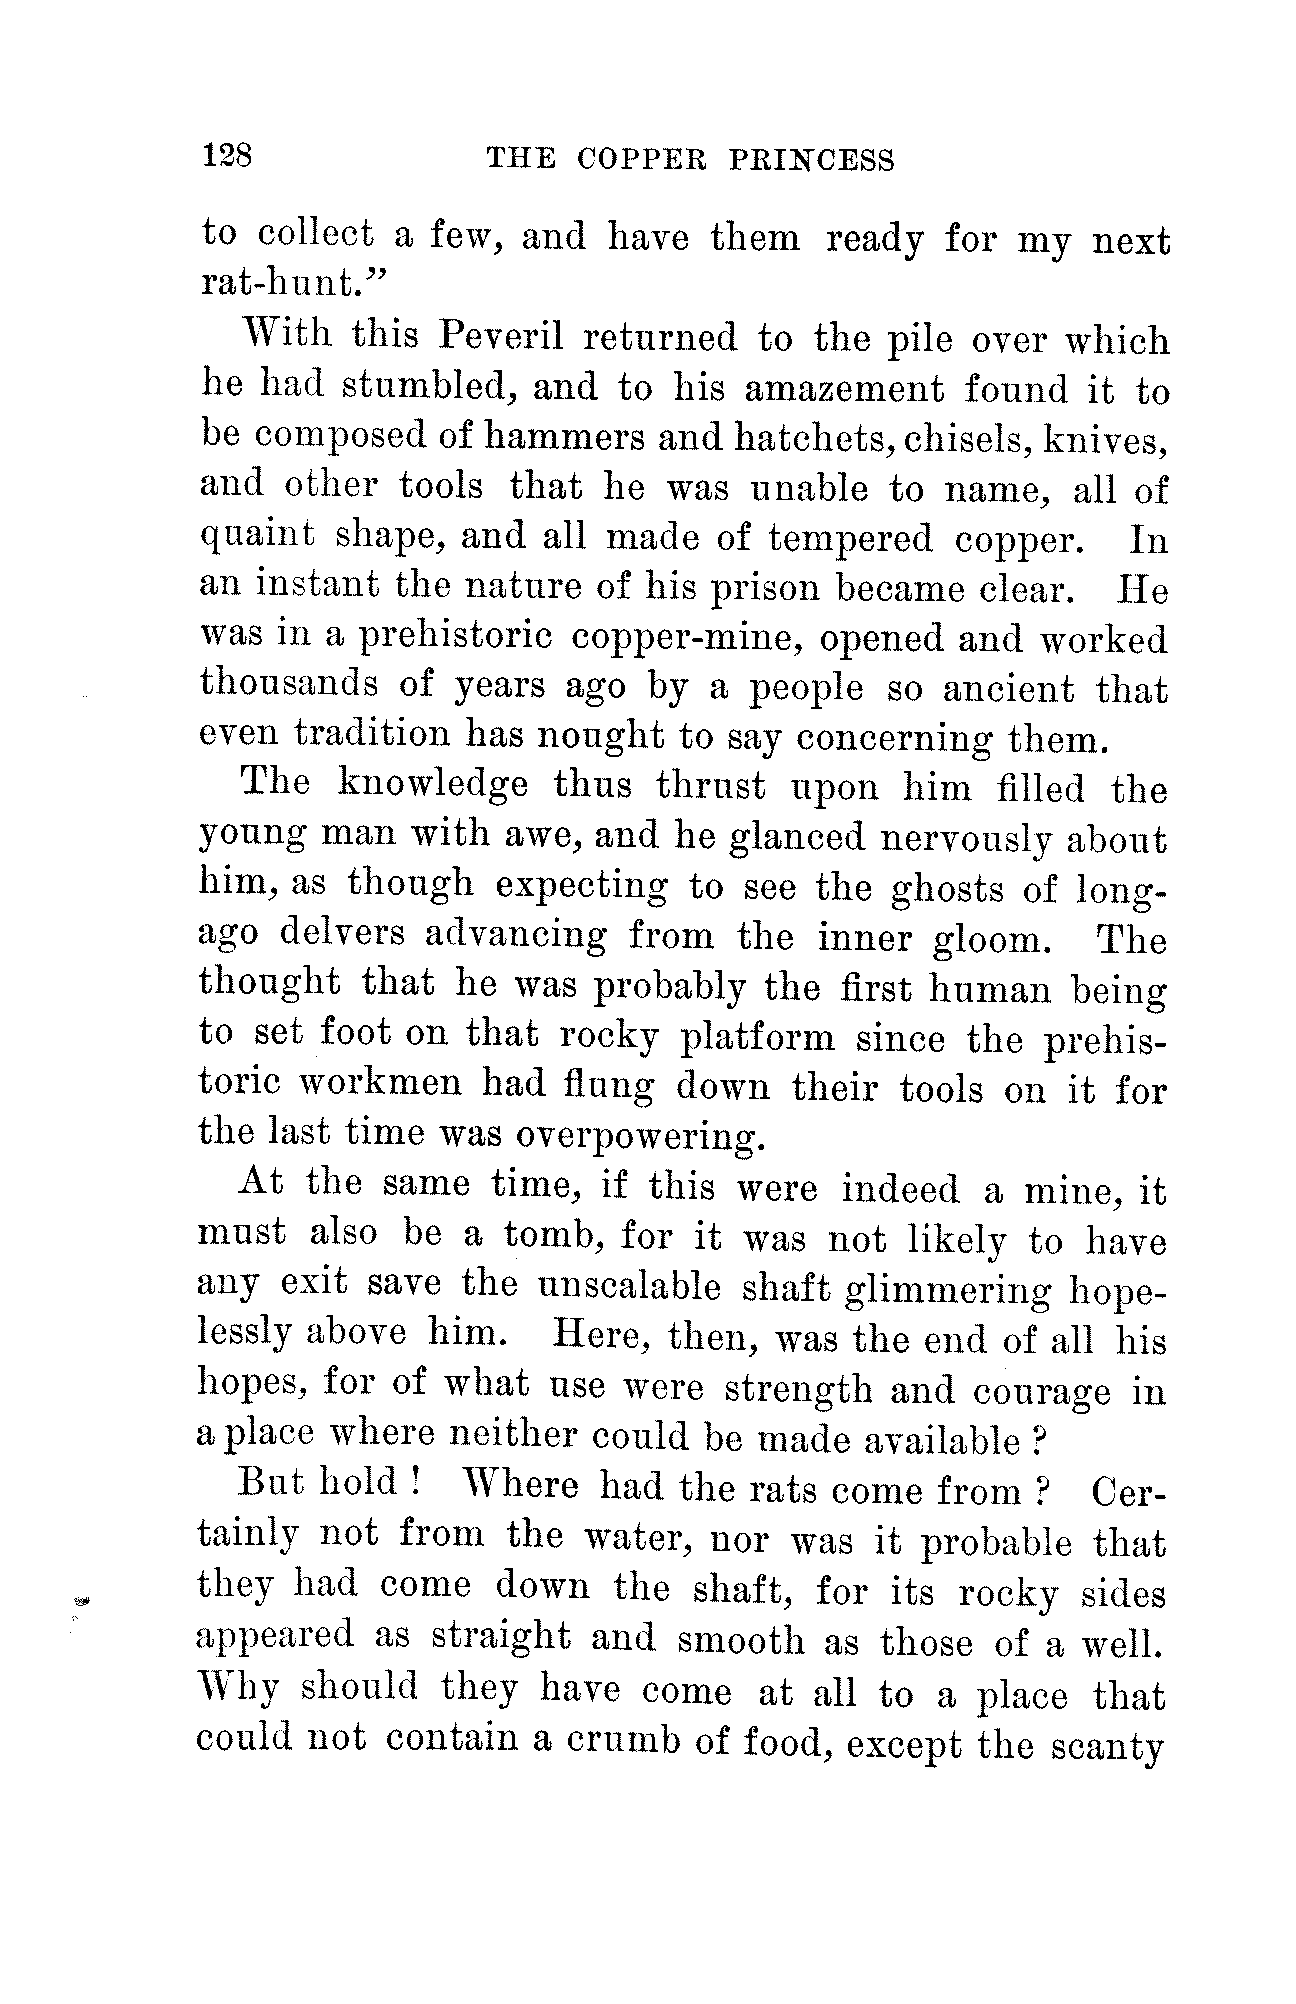 128 THE COPPER PRINCESS
to collect a few, and have them ready for my next
rat-hunt.”
With this Peveril returned to the pile over which
he had stumbled, and to his amazement found it to
be composed of hammers and hatchets, chisels, knives,
and other tools that he was unable to name, all of
quaint shape, and all made of tempered copper. In
an instant the nature of his prison became clear. He
was in a prehistoric copper-mine, opened and worked
thousands of years ago by a people so ancient that
even tradition has nought to say concerning them.
The knowledge thus thrust upon him filled the
young man with awe, and he glanced nervously about
him, as though expecting to see the ghosts of long-
ago delvers advancing from the inner gloom. The
thought that he was probably the first human being
to set foot on that rocky platform since the prehis-
toric workmen had flung down their tools on it for
the last time was overpowering.
At the same time, if this were indeed a mine, it
must also be a tomb, for it was not likely to have
any exit save the unscalable shaft glimmering hope-
lessly above him. Here, then, was the end of all his
hopes, for of what use were strength and courage in
a place where neither could be made available ?
But hold ! Where had the rats come from ? Cer-
tainly not from the water, nor was it probable that
they had come down the shaft, for its rocky sides
appeared as straight and smooth as those of a well.
Why should they have come at all to a place that
could not contain a crumb of food, except the scanty